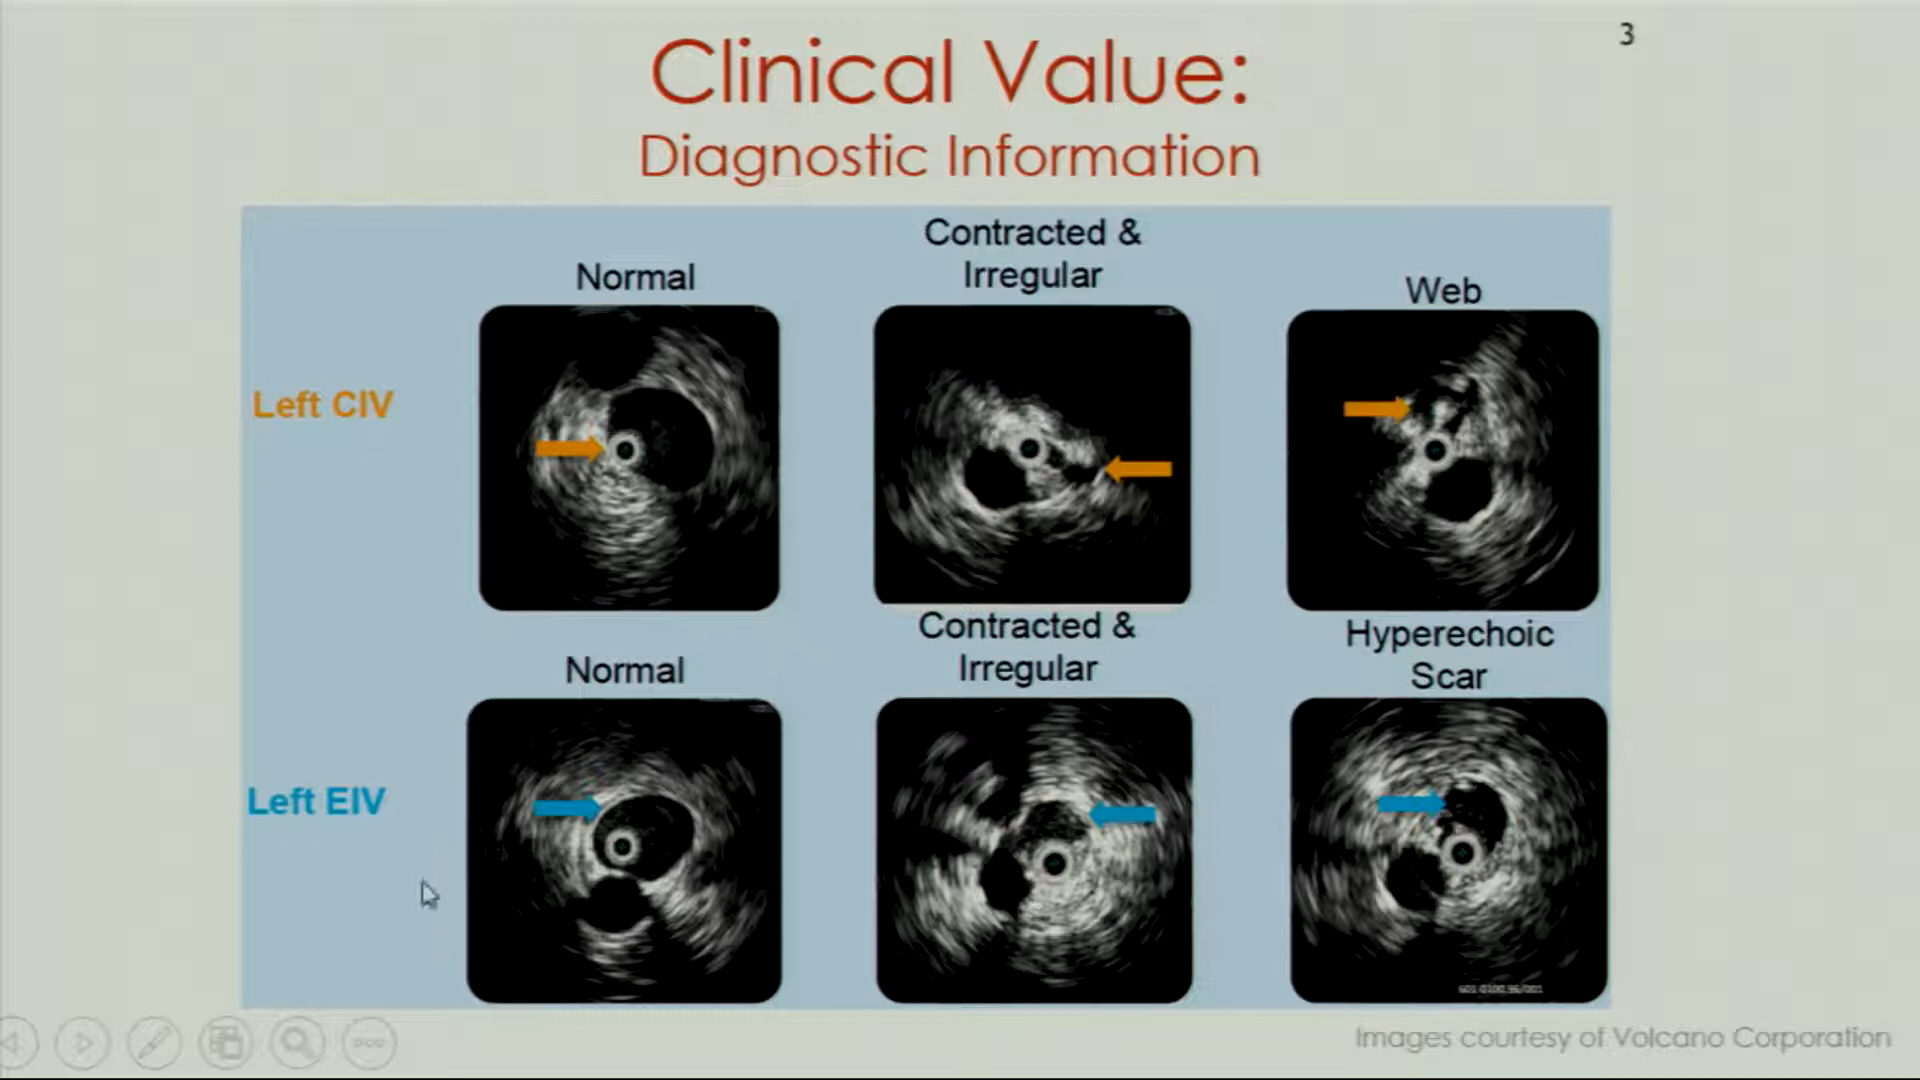 3
Clinical Value:
Diagnostic Information
Normal
Contracted &
Irregular
Web
Left CIV
Normal
Contracted &
Irregular
Hyperechoic
Scar
Left EIV
Images courtesy of Volcano Corporation